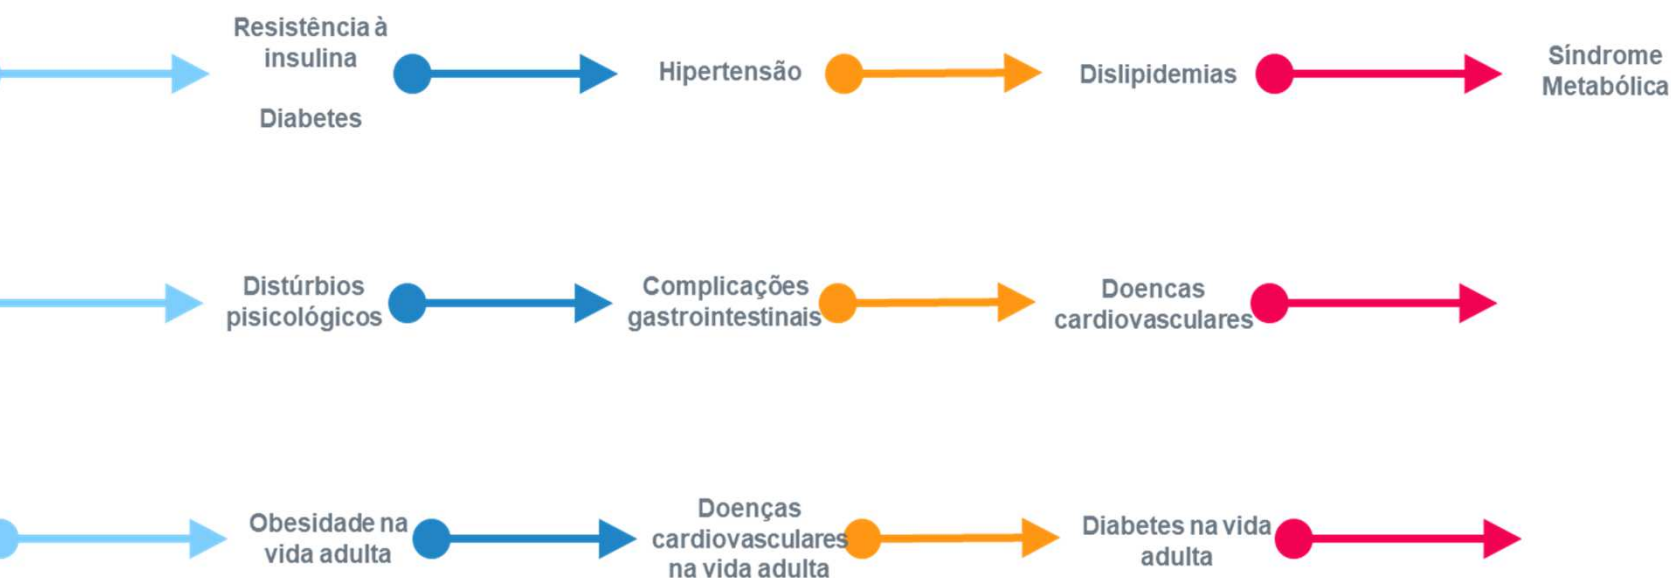 Resistência à
insulina
Diabetes
Hipertensão
Dislipidemias
Síndrome
Metabólica
Distúrbios
pisicológicos
Complicações
gastrointestinais
Doencas
cardiovasculares
Obesidade na
vida adulta
Doenças
cardiovasculares
na vida adulta
Diabetes na vida
adulta